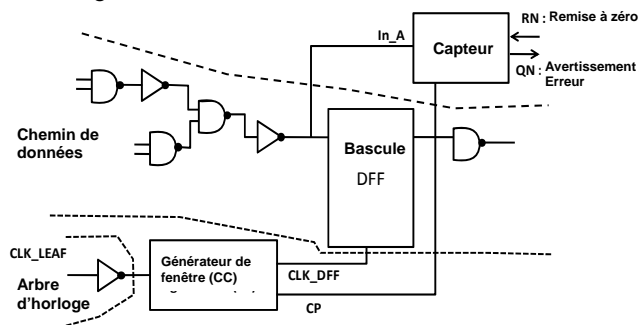 RN : Remise à zéro
In_A
Capteur
QN : Avertissement
Erreur
Chemin de
données
Bascule
DFF
CLK_LEAF
Générateur de
fenêtre (CC)
CLK_DFF
Arbre
d'horloge
CP